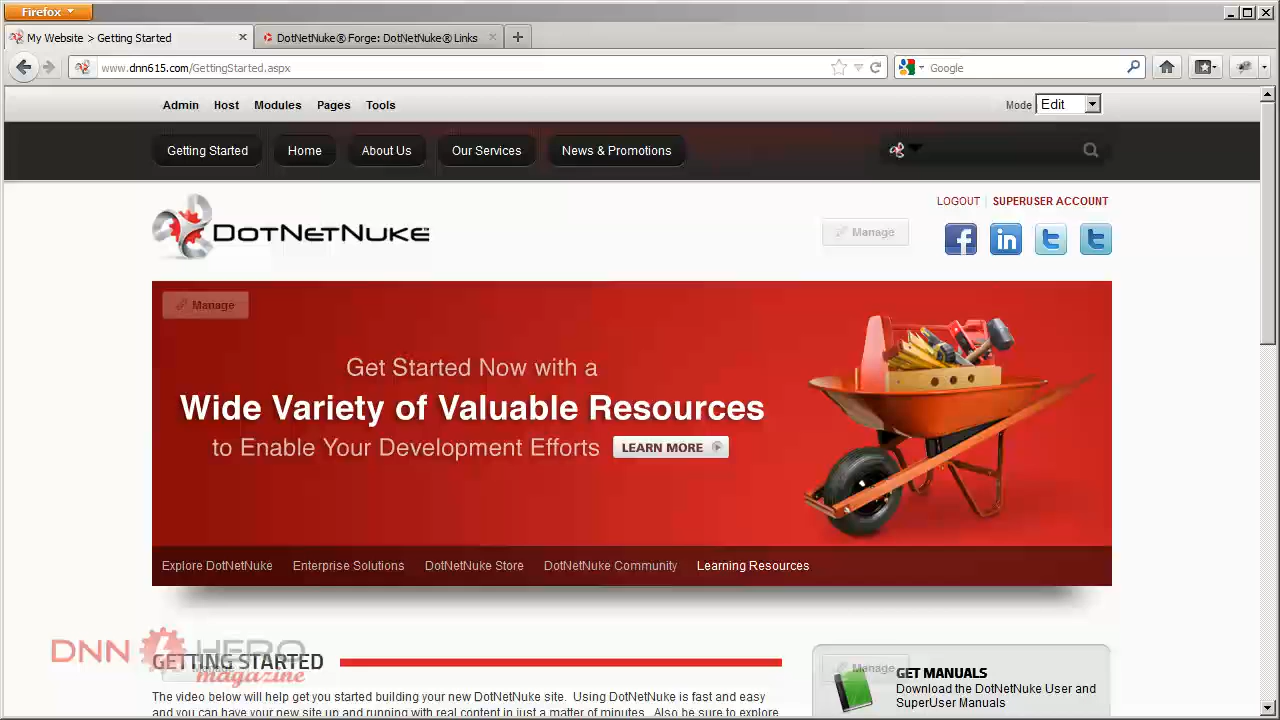 Firefox
My Website > Getting Started
DotNetNuke® Forge: DotNetNuke® Links
www.dnn615.com/GettingStarted.aspx
Google
Admin Host Modules Pages Tools
Mode Edit
Getting Started Home About Us Our Services News & Promotions
LOGOUT SUPERUSER ACCOUNT
DOTNETNUKE
Manage
Manage
Get Started Now with a
Wide Variety of Valuable Resources
to Enable Your Development Efforts LEARN MORE
Explore DotNetNuke Enterprise Solutions DotNetNuke Store DotNetNuke Community Learning Resources
DNN 4 HERO
magazine
GETTING STARTED
The video below will help get you started building your new DotNetNuke site. Using DotNetNuke is fast and easy
and you can have your new site up and running with real content in just a matter of minutes. Also be sure to explore
Manage
GET MANUALS
Download the DotNetNuke User and
SuperUser Manuals